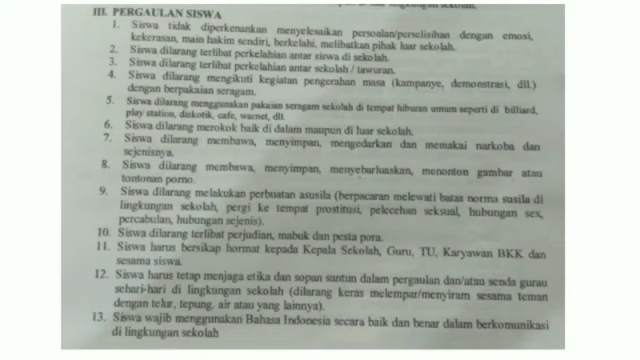 lingkungan sekolah.
III. PERGAULAN SISWA
1. Siswa tidak diperkenankan menyelesaikan persoalan/perselisihan dengan emosi,
kekerasan, main hakim sendiri, berkelahi, melibatkan pihak luar sekolah.
2. Siswa dilarang terlibat perkelahian antar siswa di sekolah.
3. Siswa dilarang terlibat perkelahian antar sekolah / tawuran.
4. Siswa dilarang mengikuti kegiatan pengerahan masa (kampanye, demonstrasi, dll.)
dengan berpakaian seragam.
5. Siswa dilarang menggunakan pakaian seragam sekolah di tempat hiburan umum seperti di billiard,
play station, diskotik, cafe, warnet, dll.
6. Siswa dilarang merokok baik di dalam maupun di luar sekolah.
7. Siswa dilarang membawa, menyimpan, mengedarkan dan memakai narkoba dan
sejenisnya.
8. Siswa dilarang membawa, menyimpan, menyebarluaskan, menonton gambar atau
tontonan porno.
9. Siswa dilarang melakukan perbuatan asusila (berpacaran melewati batas norma susila di
lingkungan sekolah, pergi ke tempat prostitusi, pelecehan seksual, hubungan sex,
percabulan, hubungan sejenis).
10. Siswa dilarang terlibat perjudian, mabuk dan pesta pora.
11. Siswa harus bersikap hormat kepada Kepala Sekolah, Guru, TU, Karyawan BKK dan
sesama siswa.
12. Siswa harus tetap menjaga etika dan sopan santun dalam pergaulan dan/atau senda gurau
sehari-hari di lingkungan sekolah (dilarang keras melempar/menyiram sesama teman
dengan telur, tepung, air atau yang lainnya).
13. Siswa wajib menggunakan Bahasa Indonesia secara baik dan benar dalam berkomunikasi
di lingkungan sekolah